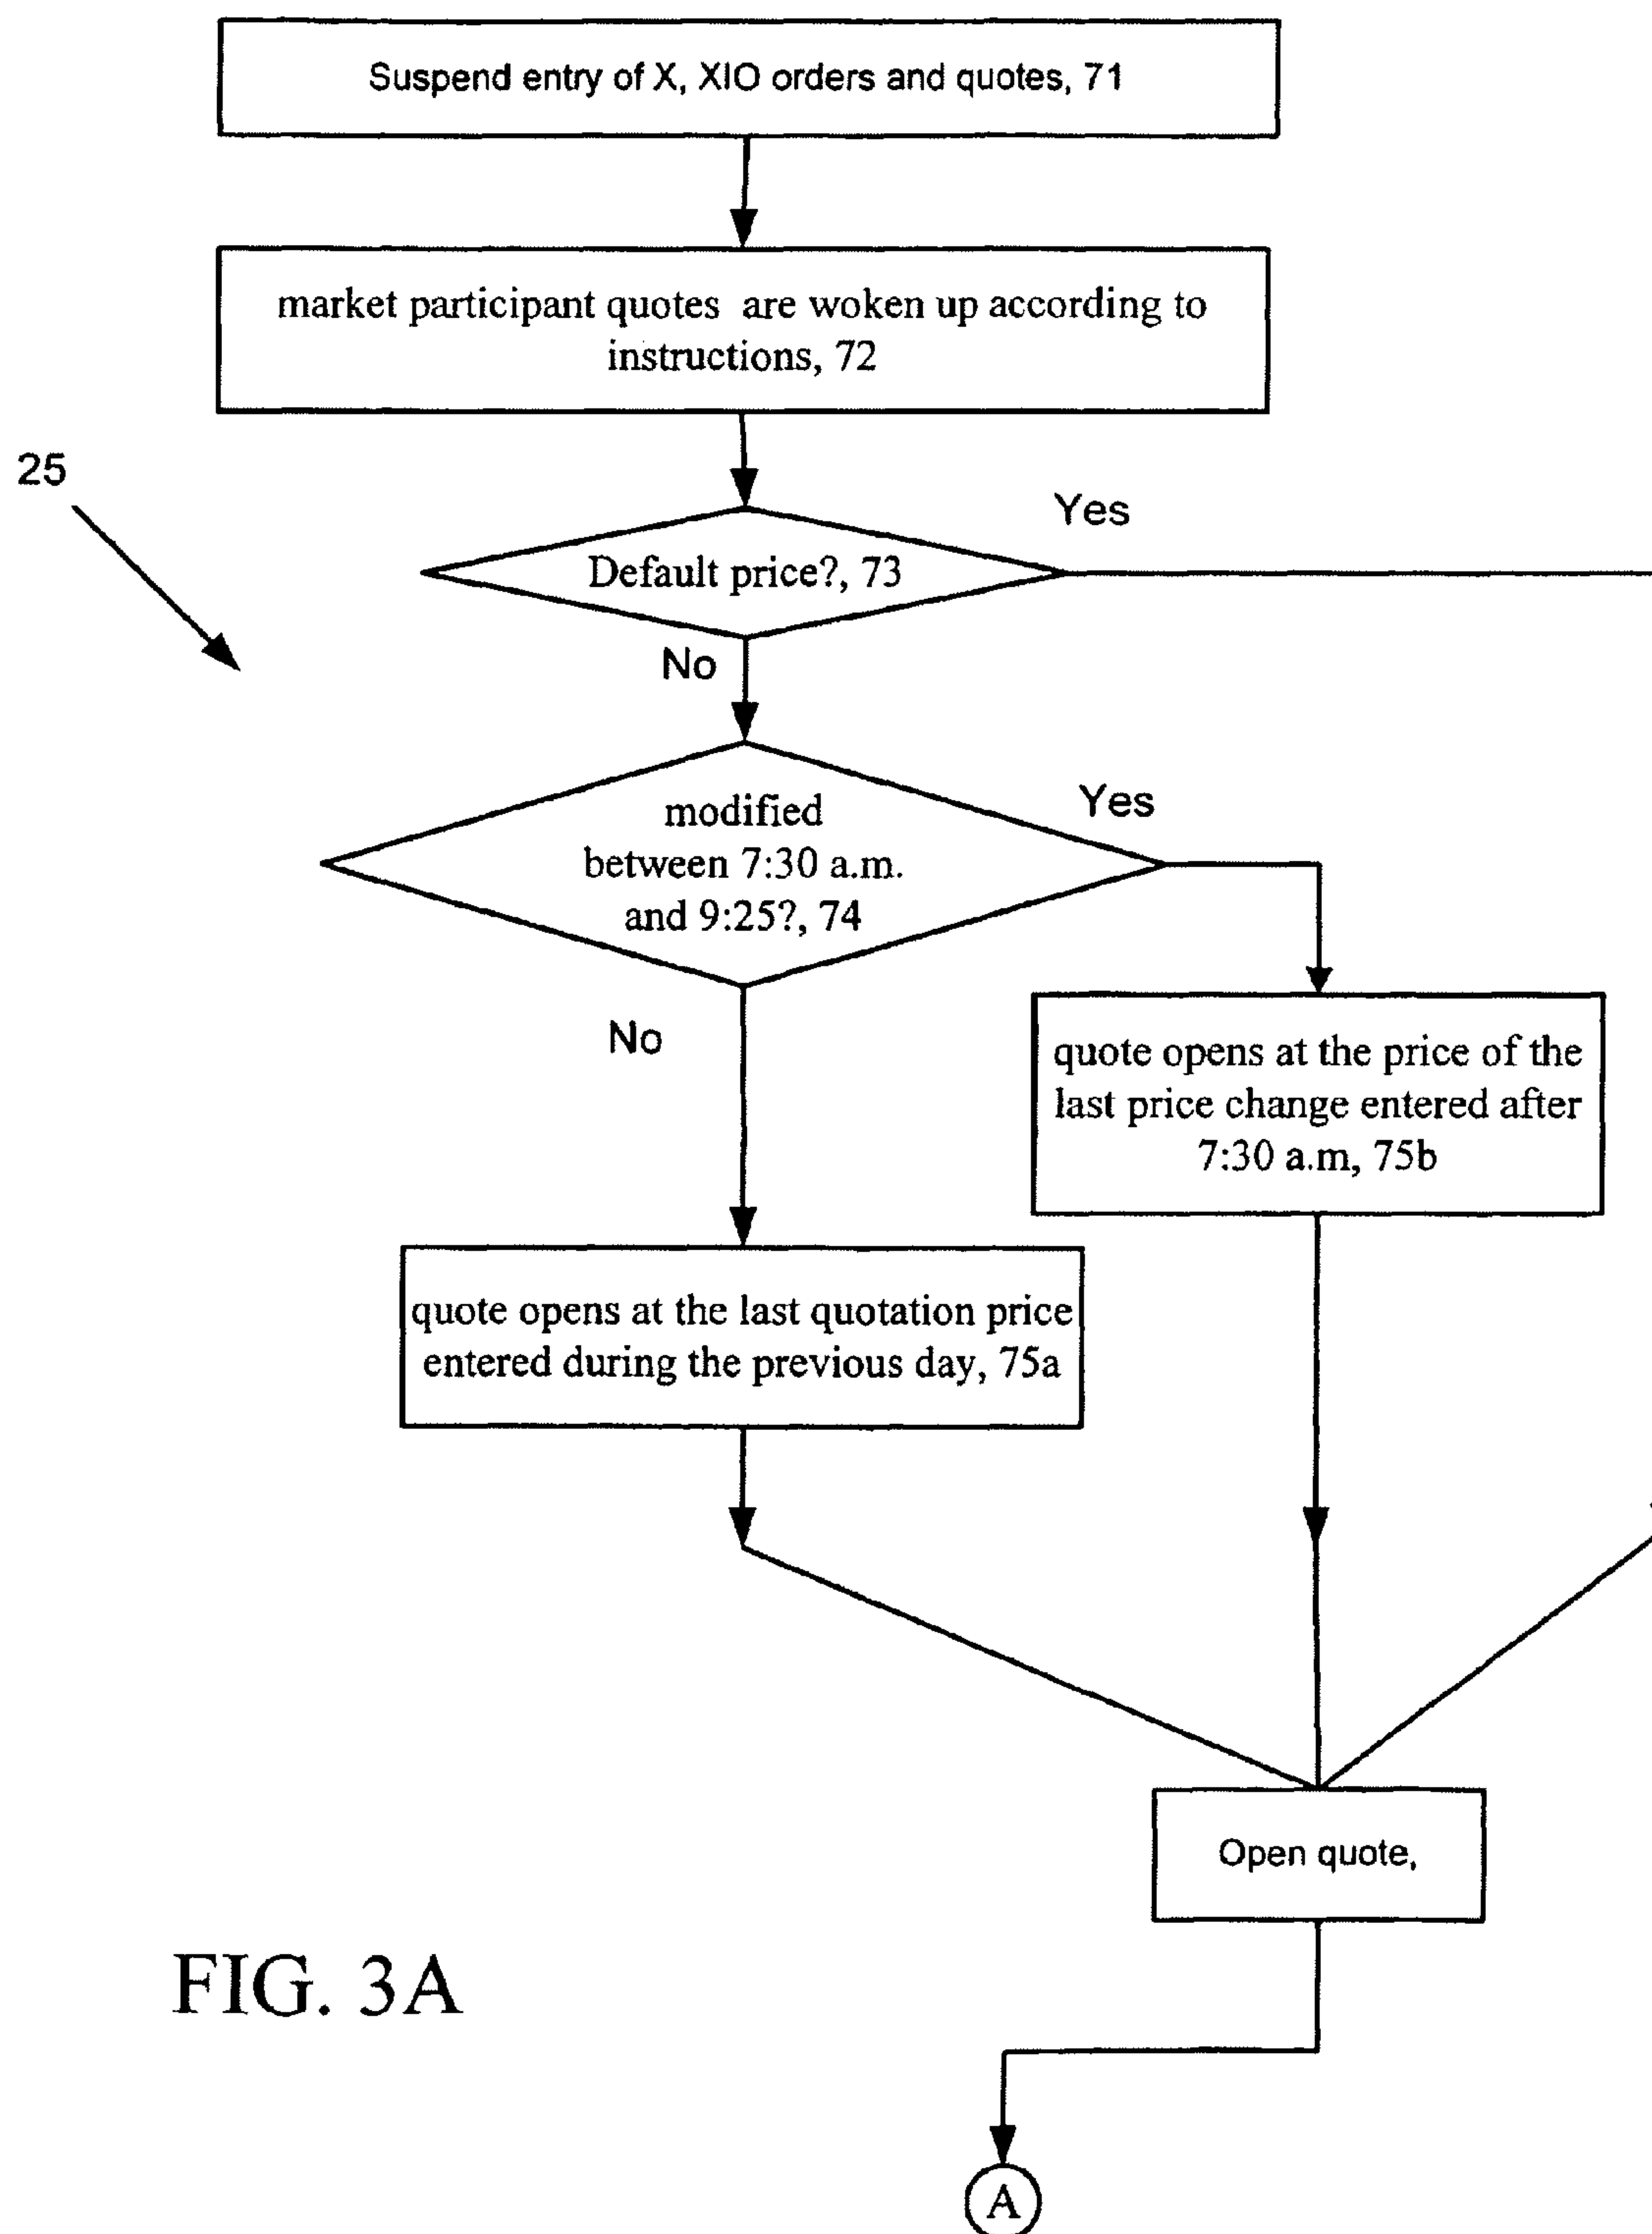 Suspend entry of X, XIO orders and quotes, 71
market participant quotes are woken up according to
instructions, 72
25
Yes
Default price?, 73
No
modified
between 7:30 a.m.
and 9:25?, 74
Yes
No
quote opens at the price of the
last price change entered after
7:30 a.m, 75b
quote opens at the last quotation price
entered during the previous day, 75a
Open quote,
FIG. 3A
A